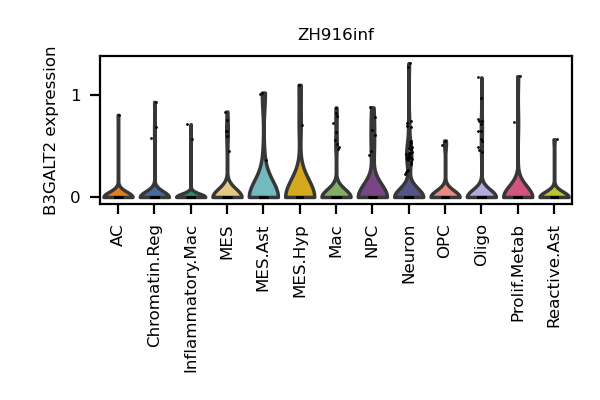 ZH916inf
B3GALT2 expression
1
0
AC
Chromatin.Reg
Inflammatory.Mac
MES
MES.Ast
MES.Hyp
Mac
NPC
Neuron
OPC
Oligo
Prolif.Metab
Reactive.Ast